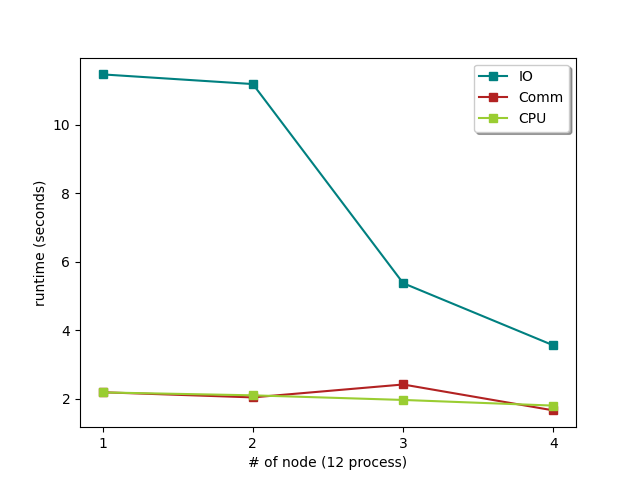 IO
Comm
CPU
10
8
6
4
2
runtime (seconds)
1 2 3 4
# of node (12 process)